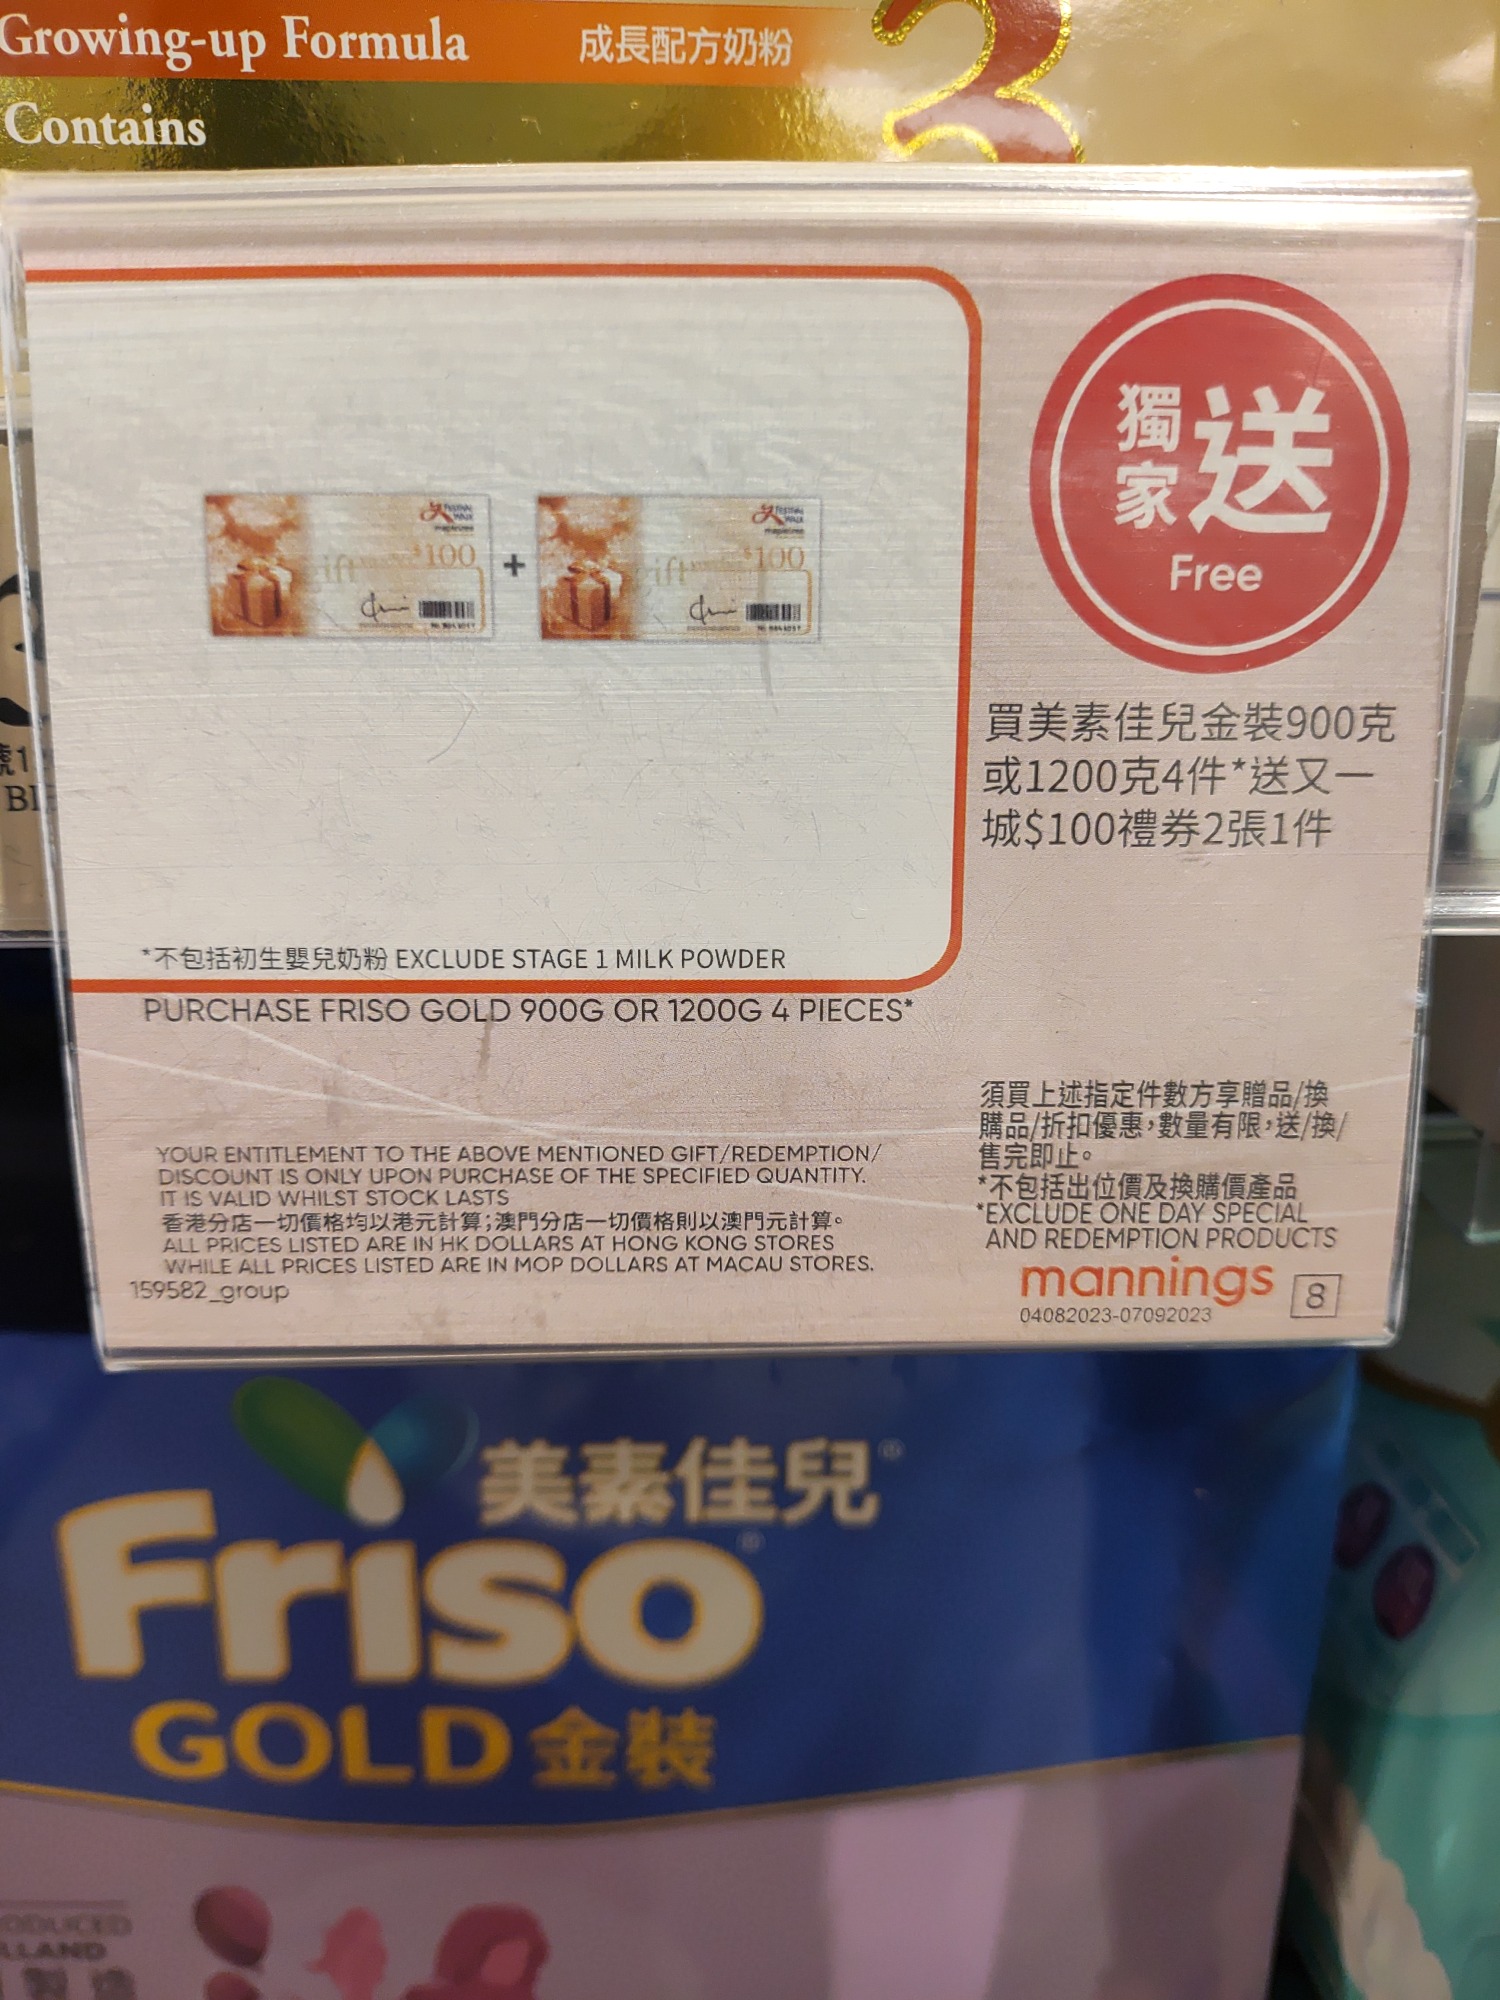 Growing-up Formula 成長配方奶粉
Contains
3
獨家送
Free
FESTIVAL WALK
$100
+
FESTIVAL WALK
$100
買美素佳兒金裝900克
或1200克4件*送又一
城$100禮券2張1件
*不包括初生嬰兒奶粉 EXCLUDE STAGE 1 MILK POWDER
PURCHASE FRISO GOLD 900G OR 1200G 4 PIECES*
YOUR ENTITLEMENT TO THE ABOVE MENTIONED GIFT/REDEMPTION/
DISCOUNT IS ONLY UPON PURCHASE OF THE SPECIFIED QUANTITY.
IT IS VALID WHILST STOCK LASTS
香港分店一切價格均以港元計算;澳門分店一切價格則以澳門元計算。
ALL PRICES LISTED ARE IN HK DOLLARS AT HONG KONG STORES
WHILE ALL PRICES LISTED ARE IN MOP DOLLARS AT MACAU STORES.
159582_group
須買上述指定件數方享贈品/換
購品/折扣優惠,數量有限,送/換/
售完即止。
*不包括出位價及換購價產品
*EXCLUDE ONE DAY SPECIAL
AND REDEMPTION PRODUCTS
mannings 8
04082023-07092023
美素佳兒®
Friso
GOLD 金裝
製造